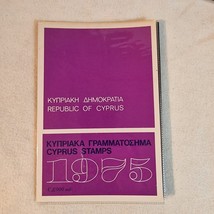 ΚΥΠΡΙΑΚΗ ΔΗΜΟΚΡΑΤΙΑ
REPUBLIC OF CYPRUS
ΚΥΠΡΙΑΚΑ ΓΡΑΜΜΑΤΟΣΗΜΑ
CYPRUS STAMPS
1975